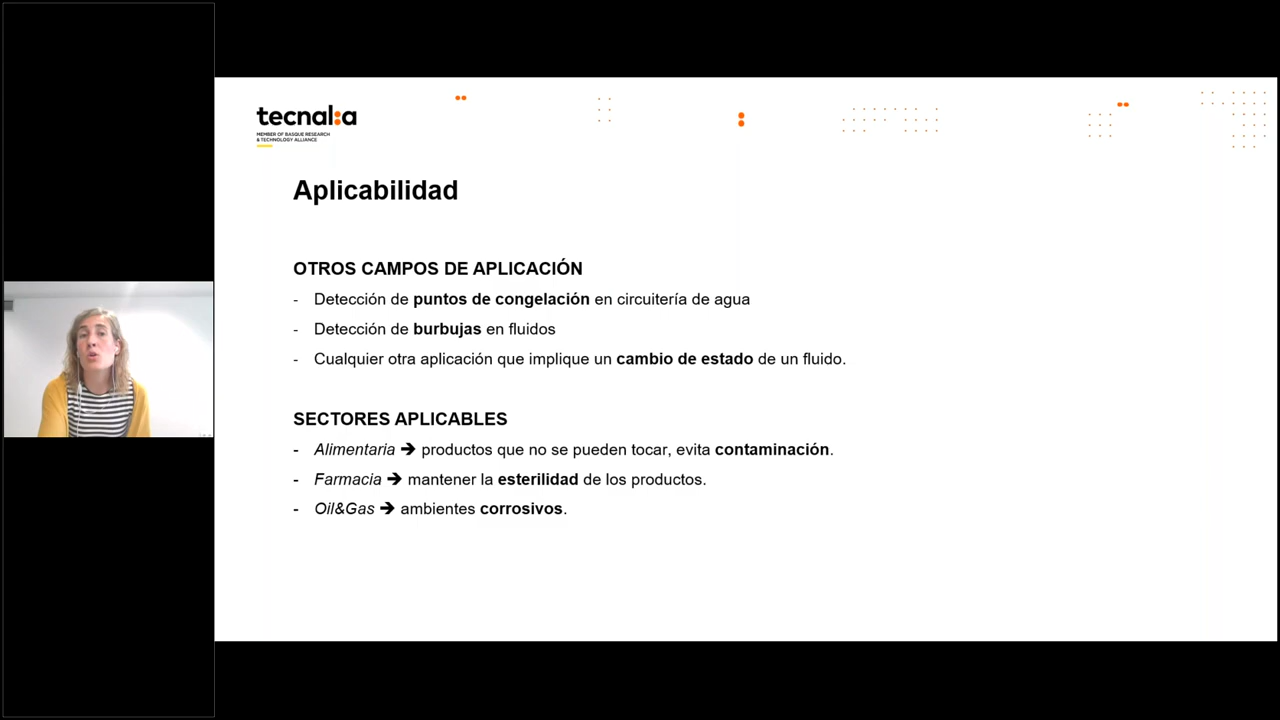 tecnal:a
MEMBER OF BASQUE RESEARCH
& TECHNOLOGY ALLIANCE
Aplicabilidad
OTROS CAMPOS DE APLICACIÓN
- Detección de puntos de congelación en circuitería de agua
- Detección de burbujas en fluidos
- Cualquier otra aplicación que implique un cambio de estado de un fluido.
SECTORES APLICABLES
- Alimentaria ➔ productos que no se pueden tocar, evita contaminación.
- Farmacia ➔ mantener la esterilidad de los productos.
- Oil&Gas ➔ ambientes corrosivos.